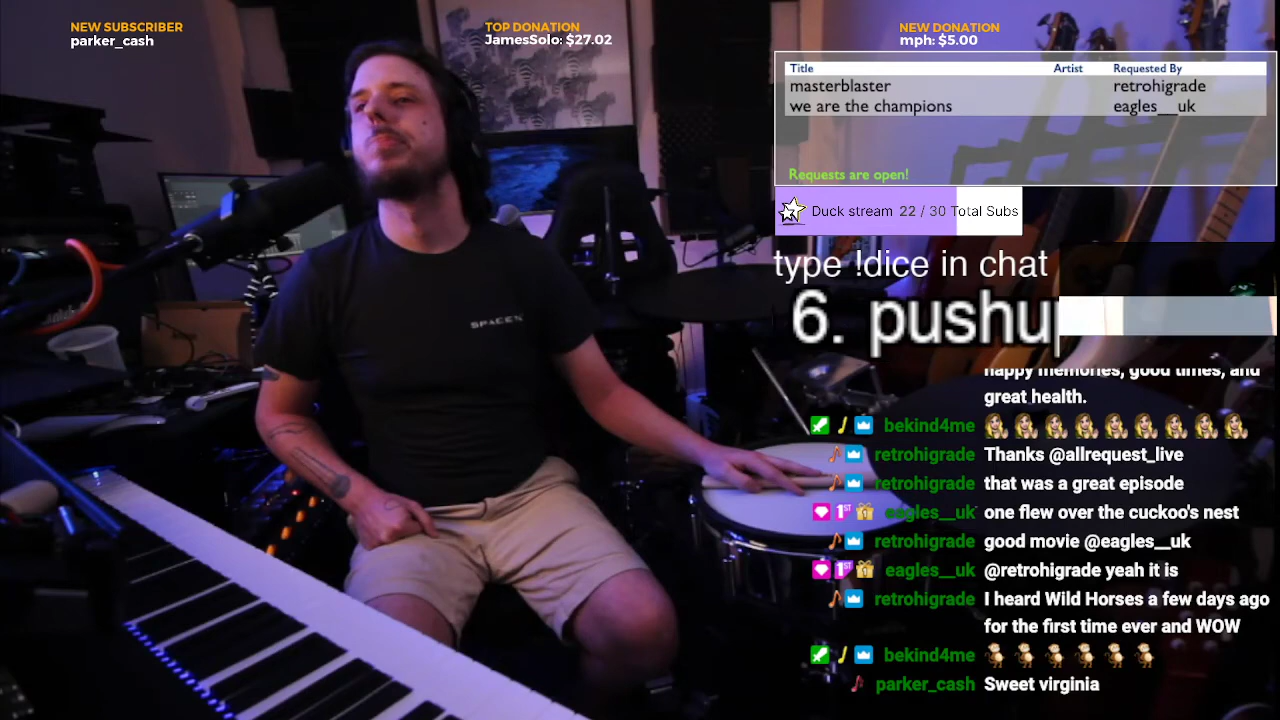 NEW SUBSCRIBER
parker_cash
TOP DONATION
JamesSolo: $27.02
NEW DONATION
mph: $5.00
Title Artist Requested By
masterblaster retrohigrade
we are the champions eagles__uk
Requests are open!
Duck stream 22 / 30 Total Subs
type !dice in chat
6. pushup
SPACEX
happy memories, good times, and
great health.
bekind4me
retrohigrade Thanks @allrequest_live
retrohigrade that was a great episode
eagles__uk one flew over the cuckoo's nest
retrohigrade good movie @eagles__uk
eagles__uk @retrohigrade yeah it is
retrohigrade I heard Wild Horses a few days ago
for the first time ever and WOW
bekind4me
parker_cash Sweet virginia